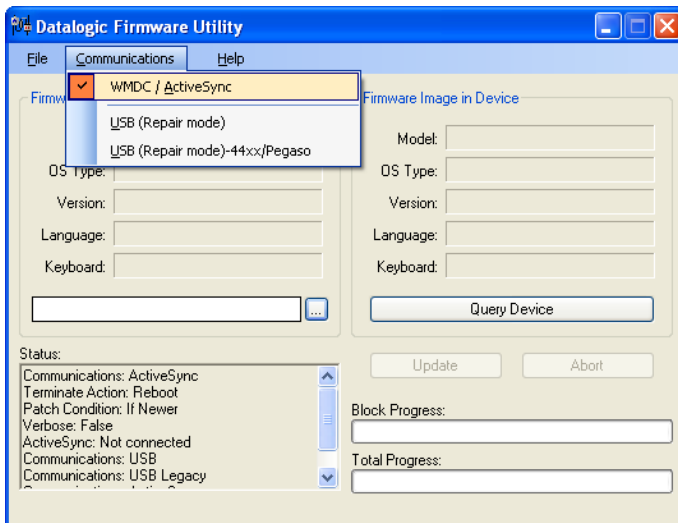 Datalogic Firmware Utility
File Communications Help
WMDC / ActiveSync
USB (Repair mode)
USB (Repair mode)-44xx/Pegaso
OS Type:
Version:
Language:
Keyboard:
...
Firmware Image in Device
Model:
OS Type:
Version:
Language:
Keyboard:
Query Device
Status:
Communications: ActiveSync
Terminate Action: Reboot
Patch Condition: If Newer
Verbose: False
ActiveSync: Not connected
Communications: USB
Communications: USB Legacy
Update Abort
Block Progress:
Total Progress: